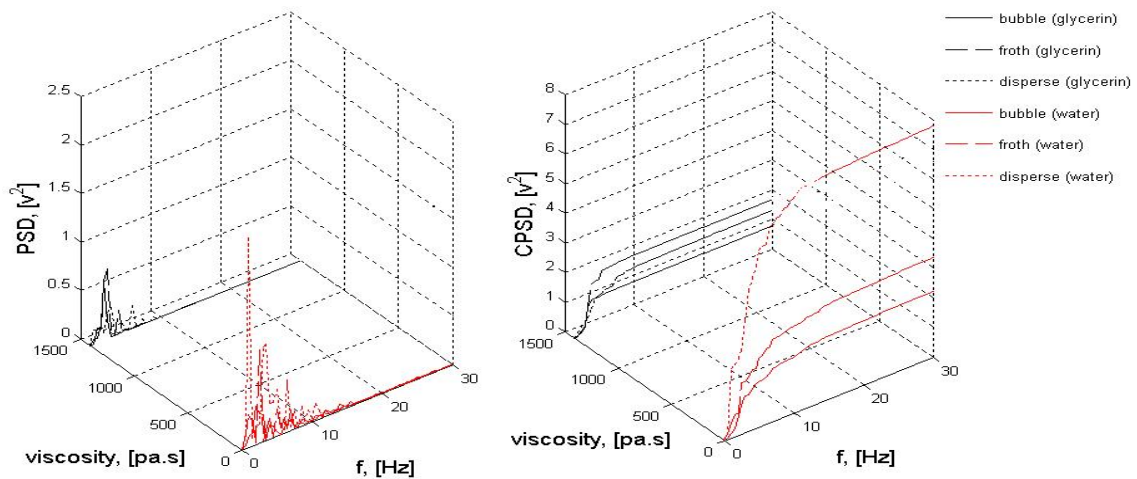 2.5
2
1.5
1
0.5
0
PSD, [v²]
1500
1000
500
0
viscosity, [pa.s]
0
10
20
30
f, [Hz]
8
7
6
5
4
3
2
1
0
CPSD, [v²]
1500
1000
500
0
viscosity, [pa.s]
0
10
20
30
f, [Hz]
bubble (glycerin)
froth (glycerin)
disperse (glycerin)
bubble (water)
froth (water)
disperse (water)